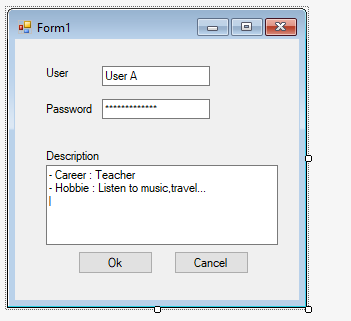 Form1
User User A
Password *************
Description
- Career : Teacher
- Hobbie : Listen to music,travel...
Ok Cancel